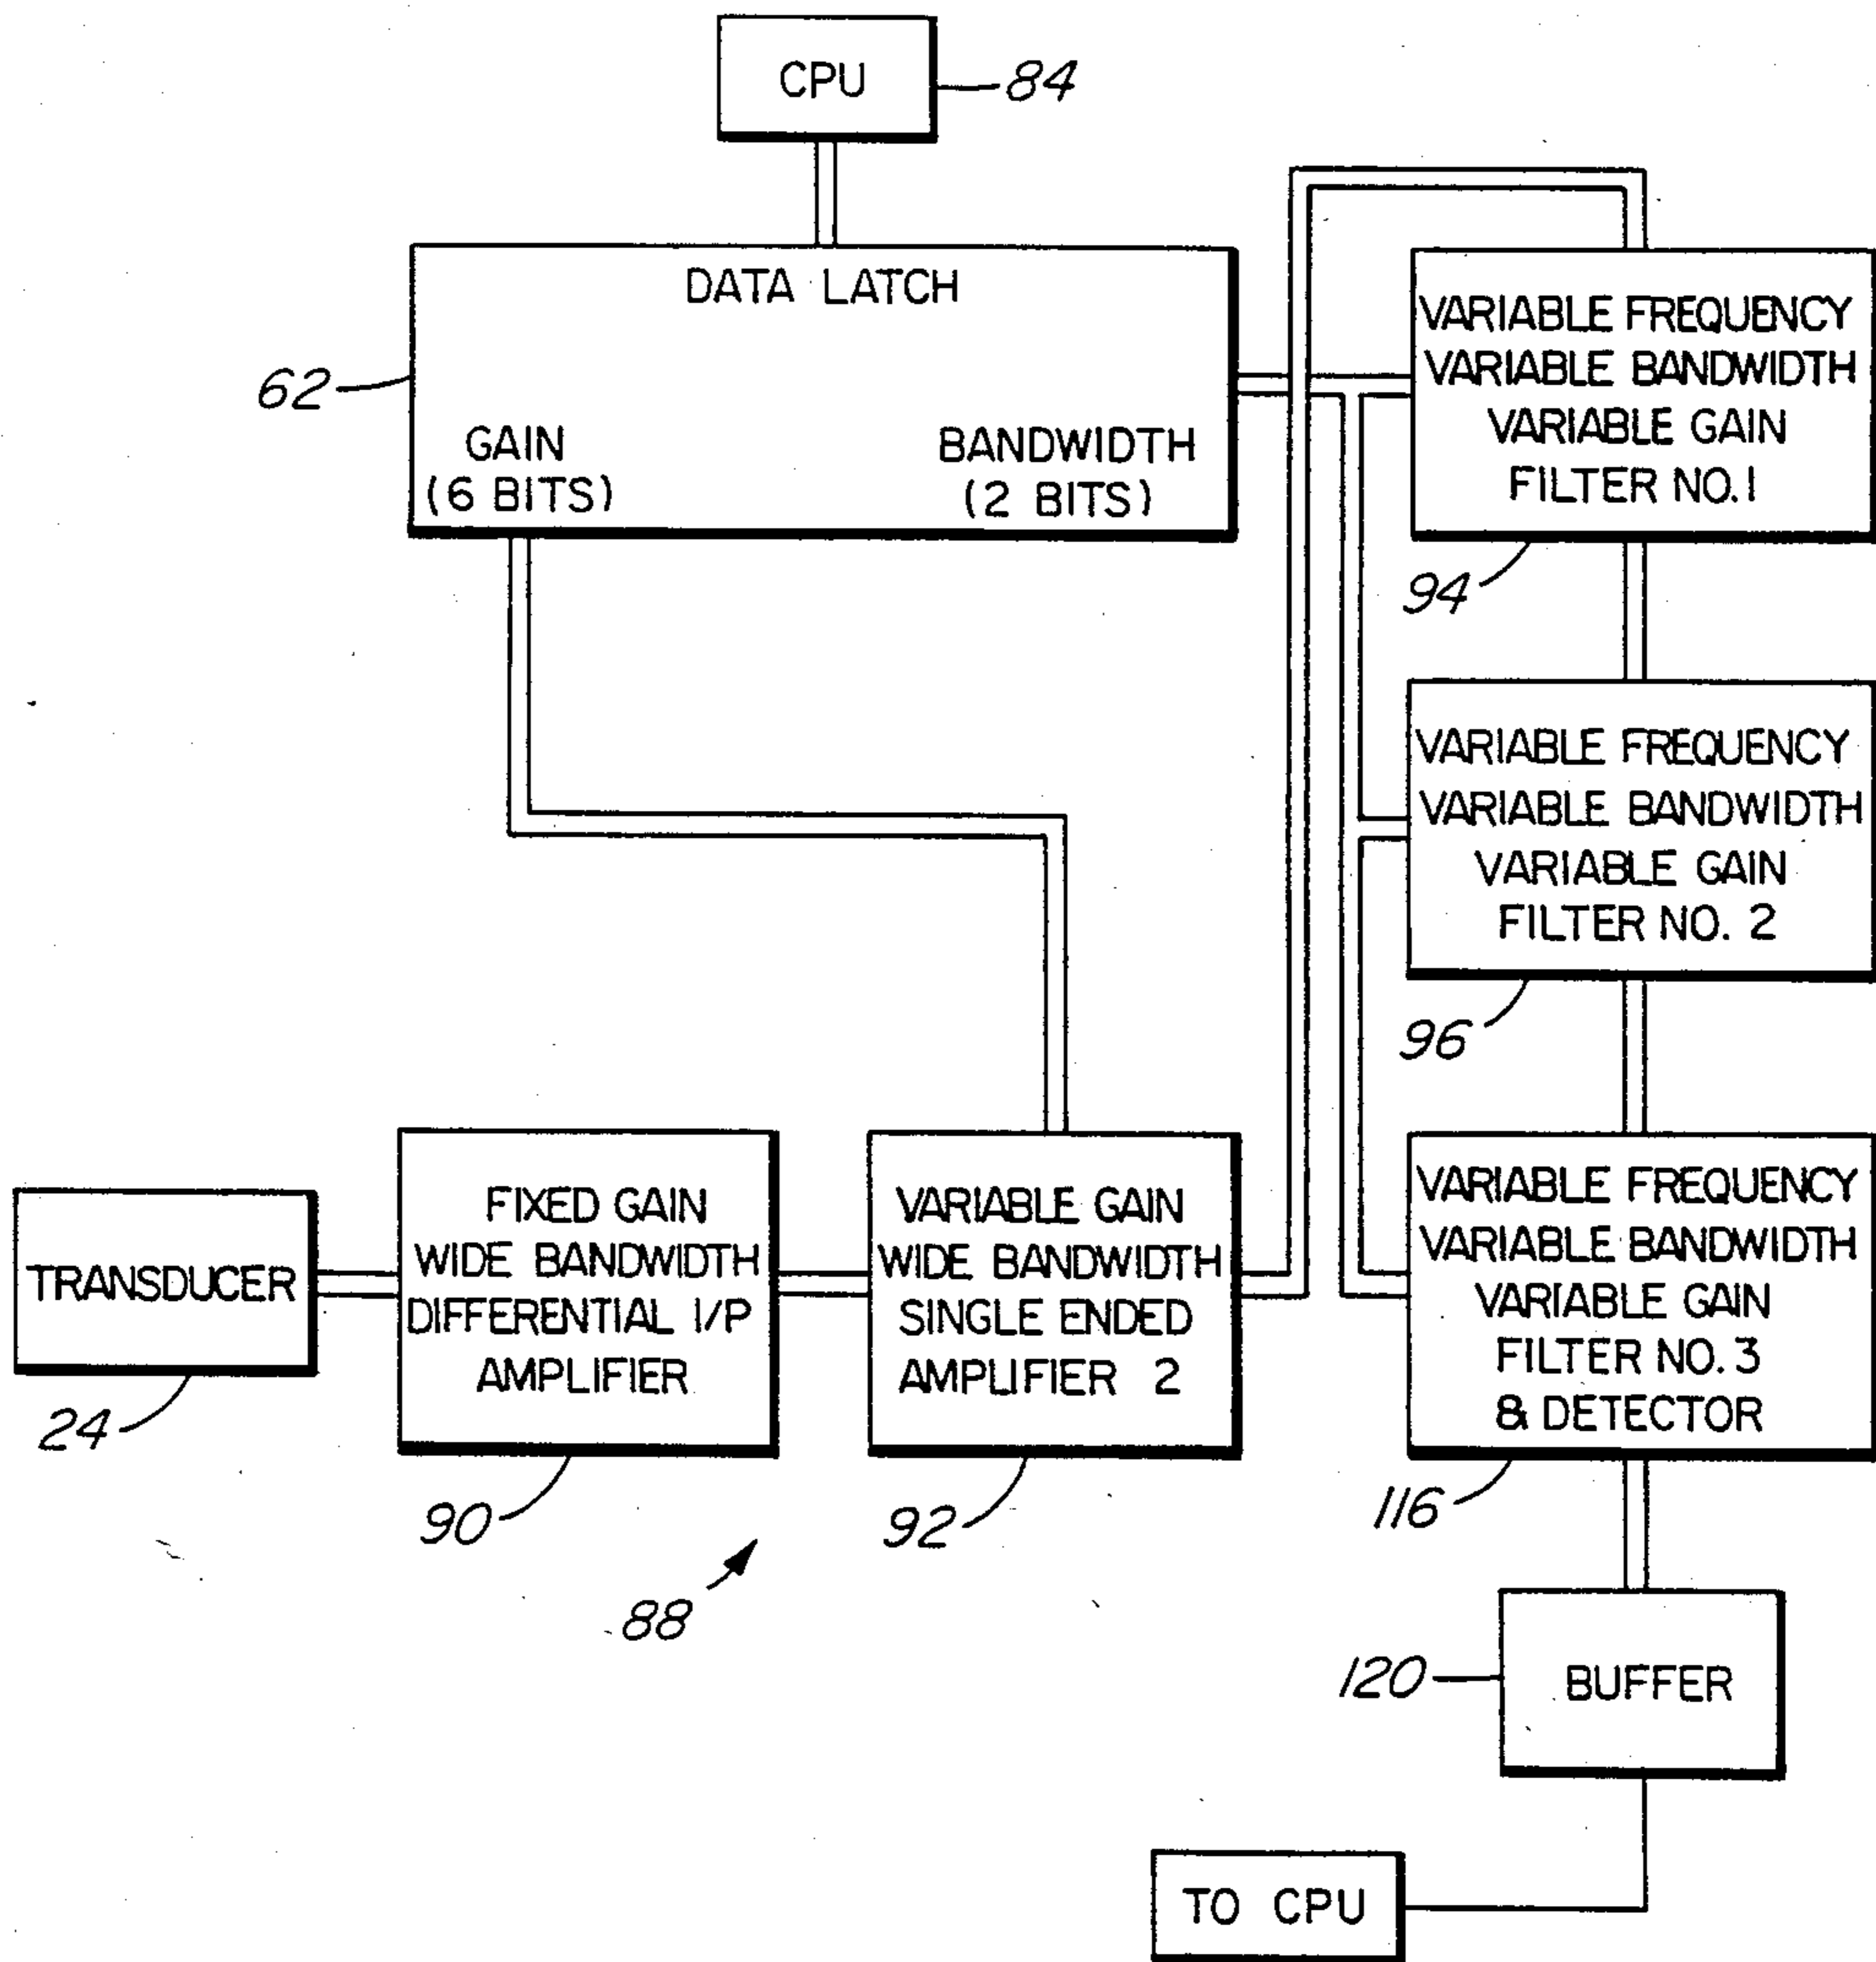 CPU
84
DATA LATCH
62
GAIN
(6 BITS)
BANDWIDTH
(2 BITS)
VARIABLE FREQUENCY
VARIABLE BANDWIDTH
VARIABLE GAIN
FILTER NO. 1
94
VARIABLE FREQUENCY
VARIABLE BANDWIDTH
VARIABLE GAIN
FILTER NO. 2
96
TRANSDUCER
24
FIXED GAIN
WIDE BANDWIDTH
DIFFERENTIAL I/P
AMPLIFIER
90
VARIABLE GAIN
WIDE BANDWIDTH
SINGLE ENDED
AMPLIFIER 2
92
88
VARIABLE FREQUENCY
VARIABLE BANDWIDTH
VARIABLE GAIN
FILTER NO. 3
& DETECTOR
116
120
BUFFER
TO CPU